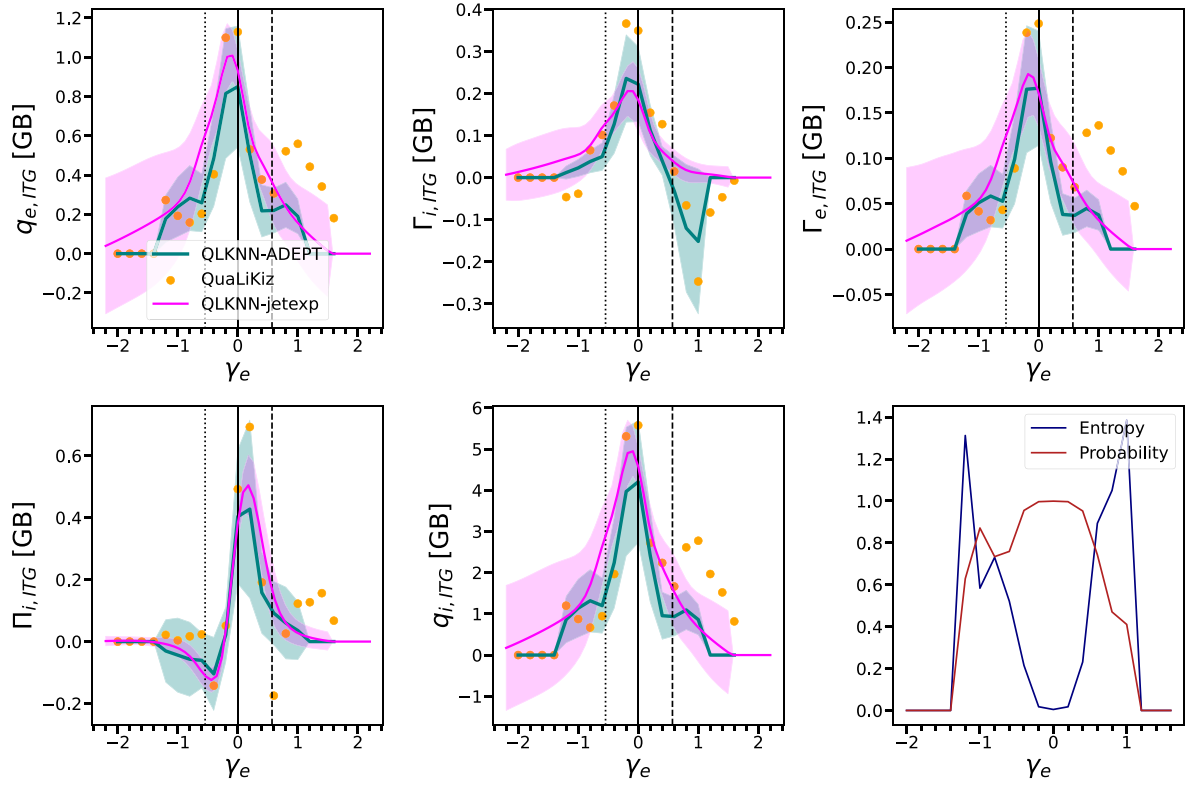 q_{e,ITG} [GB]
1.2
1.0
0.8
0.6
0.4
0.2
0.0
−0.2
QLKNN-ADEPT
QuaLiKiz
QLKNN-jetexp
−2 −1 0 1 2
γ_e
Γ_{i,ITG} [GB]
0.4
0.3
0.2
0.1
0.0
−0.1
−0.2
−0.3
−2 −1 0 1 2
γ_e
Γ_{e,ITG} [GB]
0.25
0.20
0.15
0.10
0.05
0.00
−0.05
−2 −1 0 1 2
γ_e
Π_{i,ITG} [GB]
0.6
0.4
0.2
0.0
−0.2
−2 −1 0 1 2
γ_e
q_{i,ITG} [GB]
6
5
4
3
2
1
0
−1
−2 −1 0 1 2
γ_e
1.4
1.2
1.0
0.8
0.6
0.4
0.2
0.0
Entropy
Probability
−2 −1 0 1
γ_e